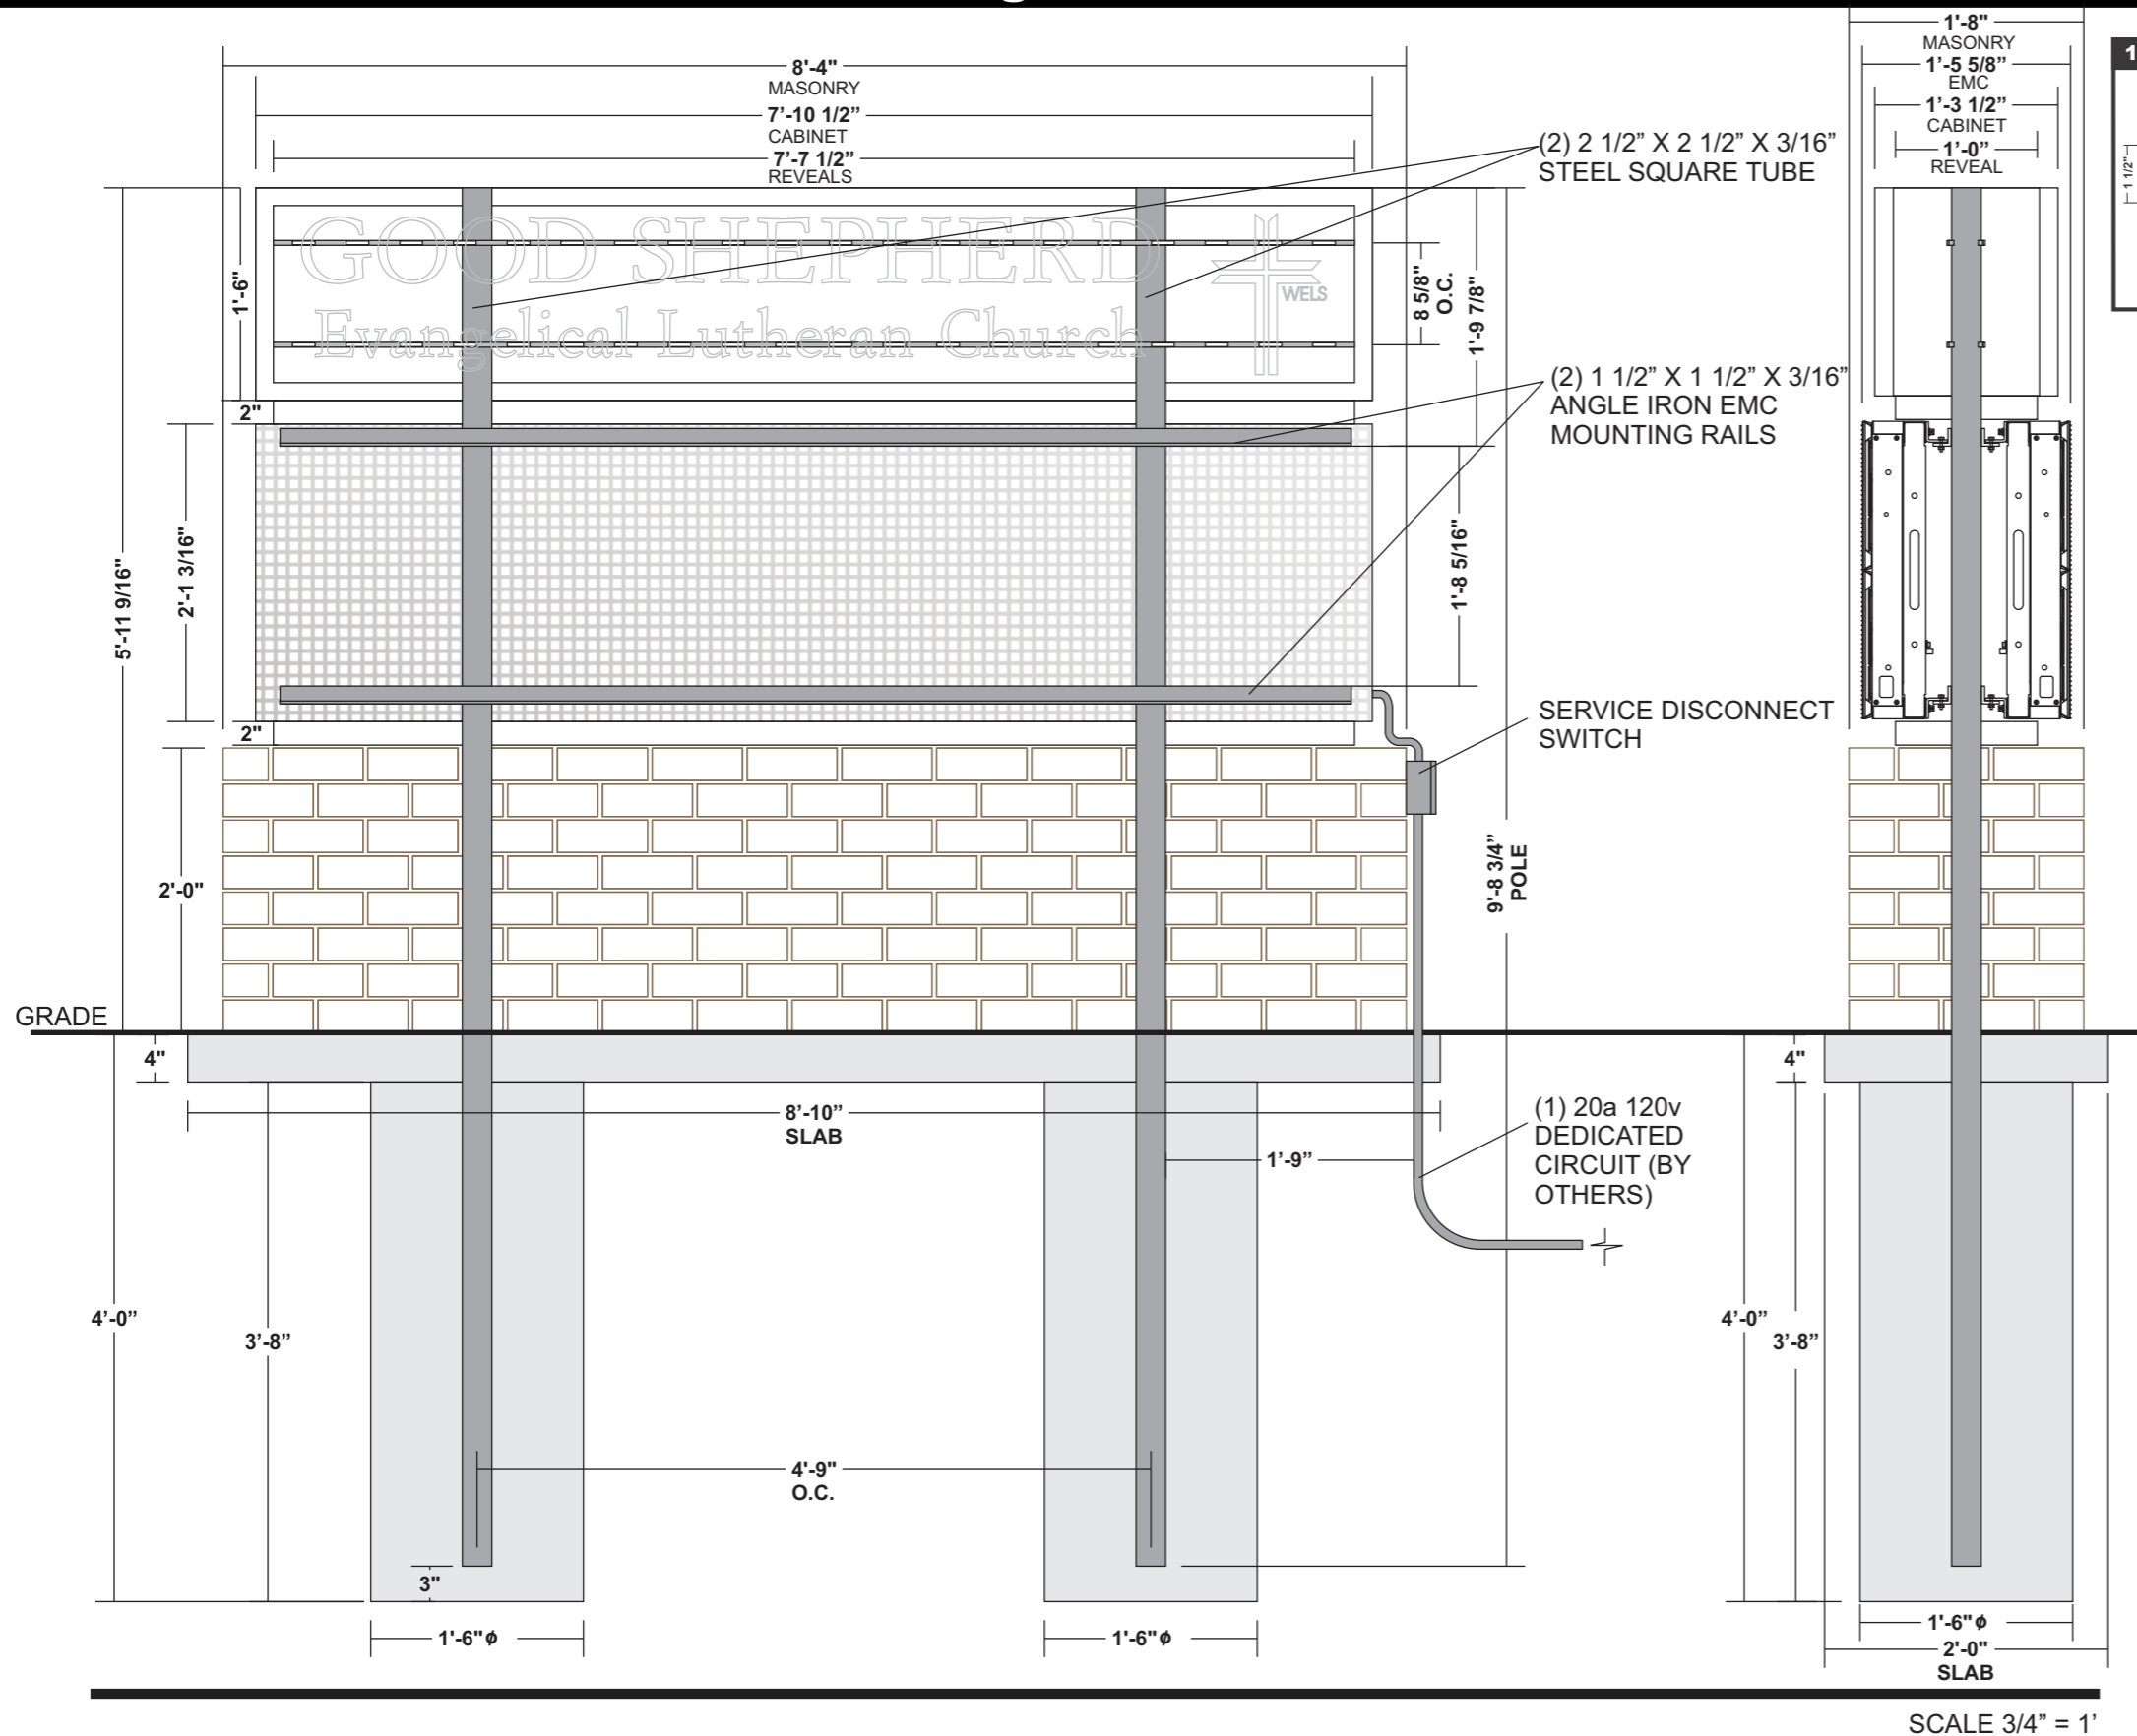 8'-4"
MASONRY
7’-10 1/2”
CABINET
7’-7 1/2”
REVEALS
1'-8"
MASONRY
1’-5 5/8”
EMC
1’-3 1/2”
CABINET
1’-0”
REVEAL
1
1 1/2"
(2) 2 1/2” X 2 1/2” X 3/16”
STEEL SQUARE TUBE
GOOD SHEPHERD
Evangelical Lutheran Church
WELS
1'-6"
8 5/8"
O.C.
1'-9 7/8"
(2) 1 1/2” X 1 1/2” X 3/16”
ANGLE IRON EMC
MOUNTING RAILS
2"
5'-11 9/16"
2'-1 3/16"
1'-8 5/16"
SERVICE DISCONNECT
SWITCH
2"
2'-0"
9'-8 3/4”
POLE
GRADE
4"
4"
8’-10”
SLAB
1’-9”
(1) 20a 120v
DEDICATED
CIRCUIT (BY
OTHERS)
4’-0”
3’-8”
4’-0”
3’-8”
4’-9"
O.C.
3"
1'-6"ϕ
1'-6"ϕ
1'-6"ϕ
2'-0"
SLAB
SCALE 3/4” = 1’